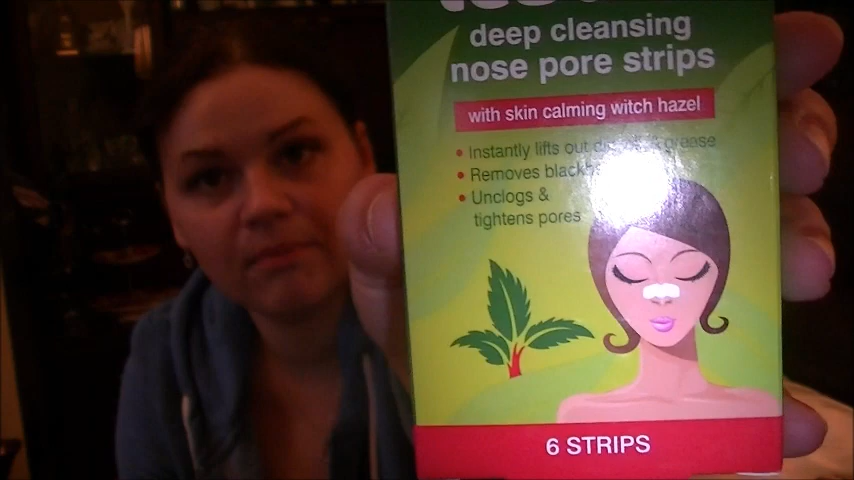 deep cleansing
nose pore strips
with skin calming witch hazel
• Instantly lifts out & grease
• Removes
• Unclogs &
tightens pores
6 STRIPS